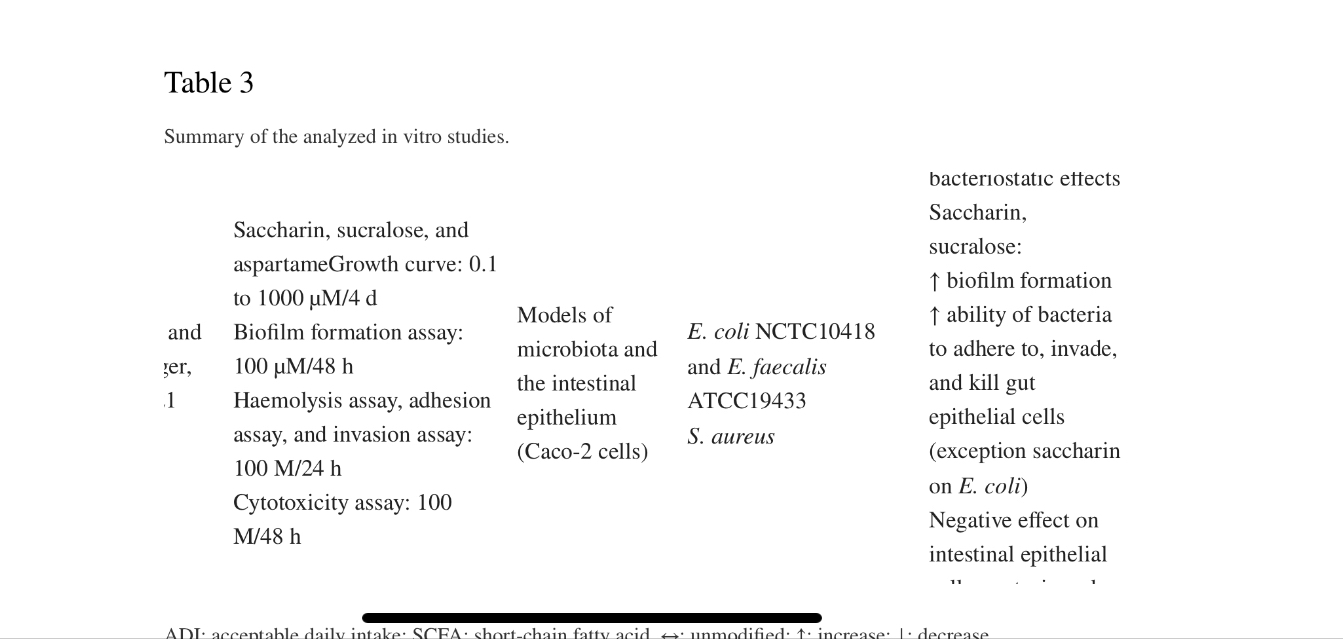 Table 3
Summary of the analyzed in vitro studies.
and
ger,
.1
Saccharin, sucralose, and
aspartameGrowth curve: 0.1
to 1000 µM/4 d
Biofilm formation assay:
100 µM/48 h
Haemolysis assay, adhesion
assay, and invasion assay:
100 M/24 h
Cytotoxicity assay: 100
M/48 h
Models of
microbiota and
the intestinal
epithelium
(Caco-2 cells)
E. coli NCTC10418
and E. faecalis
ATCC19433
S. aureus
bacteriostatic effects
Saccharin,
sucralose:
↑ biofilm formation
↑ ability of bacteria
to adhere to, invade,
and kill gut
epithelial cells
(exception saccharin
on E. coli)
Negative effect on
intestinal epithelial
ADI: acceptable daily intake; SCFA: short-chain fatty acid, ↔: unmodified; ↑: increase; ↓: decrease